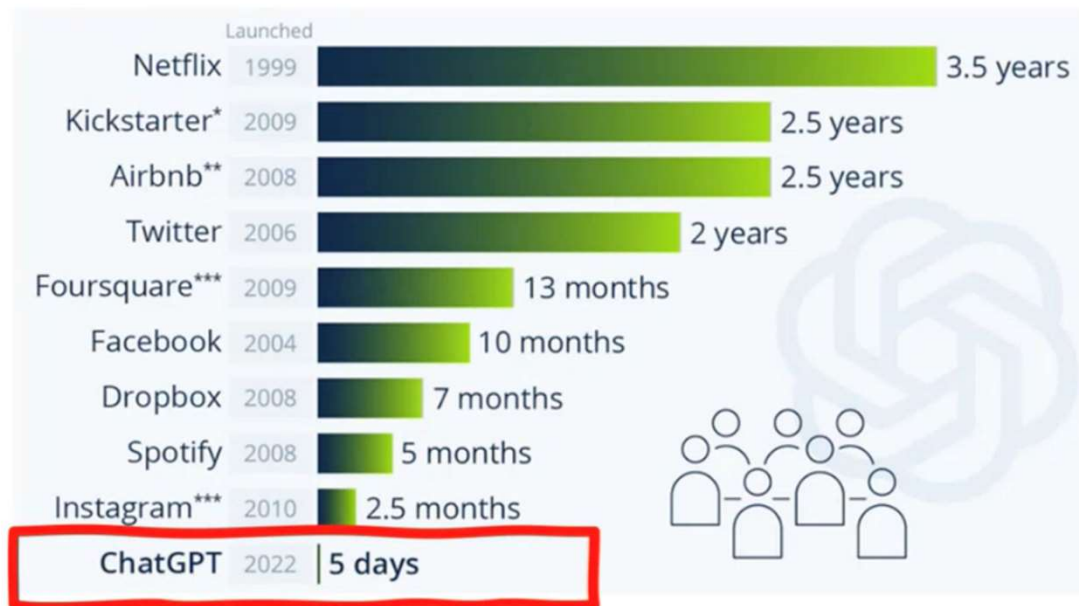 Launched
Netflix 1999 3.5 years
Kickstarter* 2009 2.5 years
Airbnb** 2008 2.5 years
Twitter 2006 2 years
Foursquare*** 2009 13 months
Facebook 2004 10 months
Dropbox 2008 7 months
Spotify 2008 5 months
Instagram*** 2010 2.5 months
ChatGPT 2022 5 days